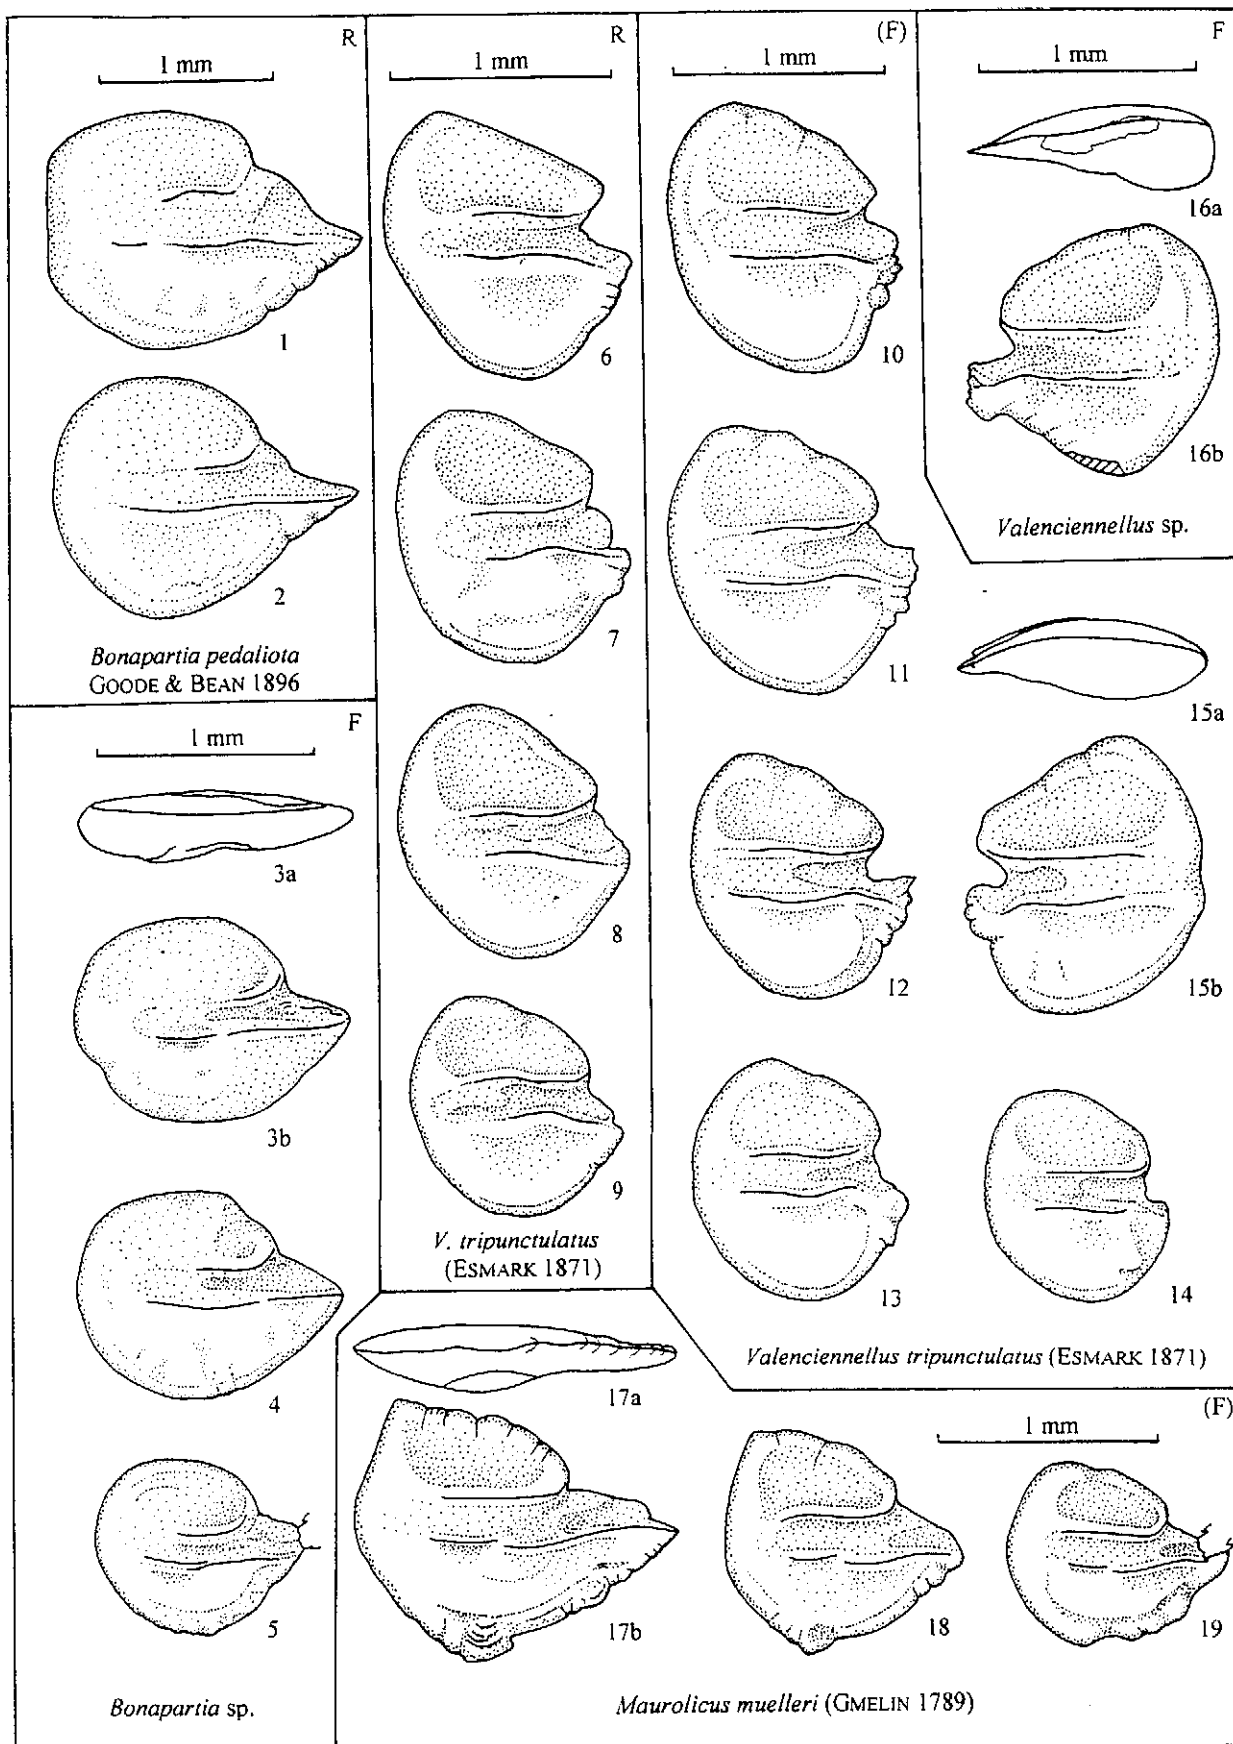 R
1 mm
1
2
Bonapartia pedaliota
GOODE & BEAN 1896
F
1 mm
3a
3b
4
5
Bonapartia sp.
R
1 mm
6
7
8
9
V. tripunctulatus
(ESMARK 1871)
(F)
1 mm
10
11
12
13
14
15a
15b
Valenciennellus tripunctulatus (ESMARK 1871)
F
1 mm
16a
16b
Valenciennellus sp.
(F)
1 mm
17a
17b
18
19
Maurolicus muelleri (GMELIN 1789)